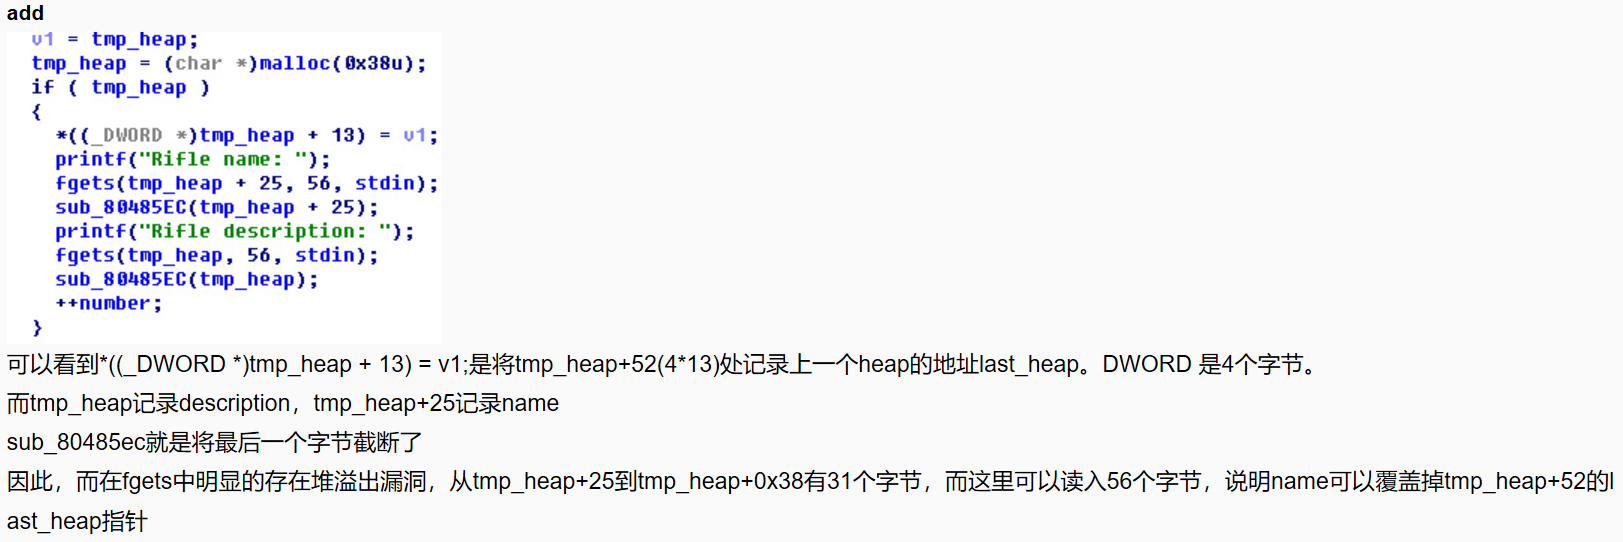 add
v1 = tmp_heap;
tmp_heap = (char *)malloc(0x38u);
if ( tmp_heap )
{
*((_DWORD *)tmp_heap + 13) = v1;
printf("Rifle name: ");
fgets(tmp_heap + 25, 56, stdin);
sub_80485EC(tmp_heap + 25);
printf("Rifle description: ");
fgets(tmp_heap, 56, stdin);
sub_80485EC(tmp_heap);
++number;
}
可以看到*((_DWORD *)tmp_heap + 13) = v1;是将tmp_heap+52(4*13)处记录上一个heap的地址last_heap。DWORD 是4个字节。
而tmp_heap记录description，tmp_heap+25记录name
sub_80485ec就是将最后一个字节截断了
因此，而在fgets中明显的存在堆溢出漏洞，从tmp_heap+25到tmp_heap+0x38有31个字节，而这里可以读入56个字节，说明name可以覆盖掉tmp_heap+52的l
ast_heap指针